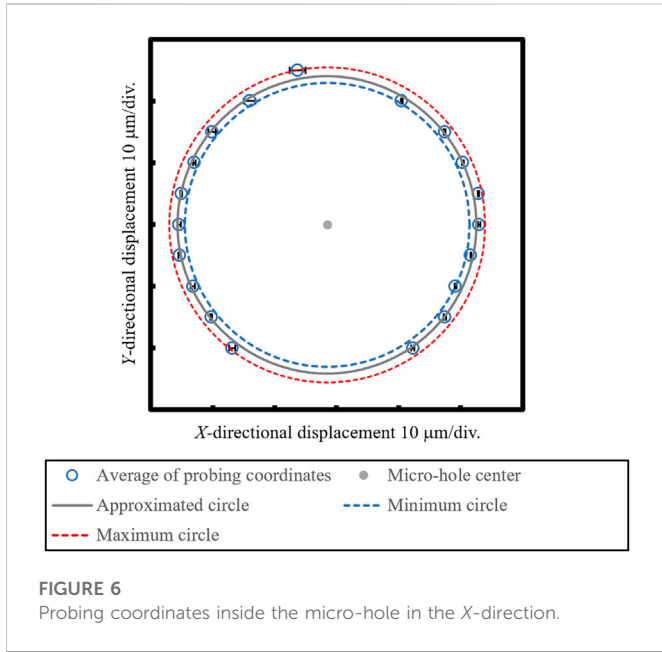 Y-directional displacement 10 μm/div.
X-directional displacement 10 μm/div.
Average of probing coordinates
Micro-hole center
Approximated circle
Minimum circle
Maximum circle
FIGURE 6
Probing coordinates inside the micro-hole in the X-direction.